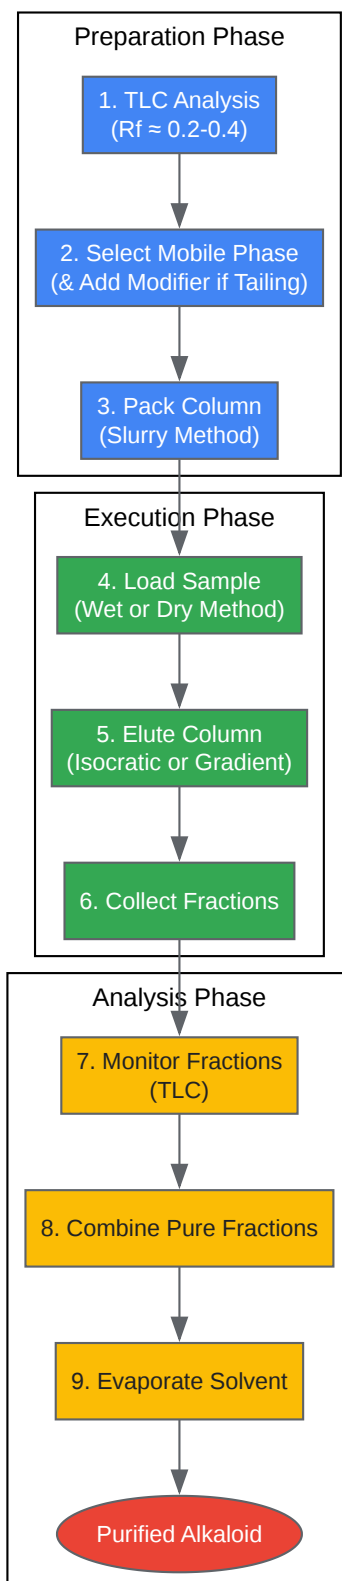 Preparation Phase
1. TLC Analysis
(Rf ≈ 0.2-0.4)
2. Select Mobile Phase
(& Add Modifier if Tailing)
3. Pack Column
(Slurry Method)
Execution Phase
4. Load Sample
(Wet or Dry Method)
5. Elute Column
(Isocratic or Gradient)
6. Collect Fractions
Analysis Phase
7. Monitor Fractions
(TLC)
8. Combine Pure Fractions
9. Evaporate Solvent
Purified Alkaloid